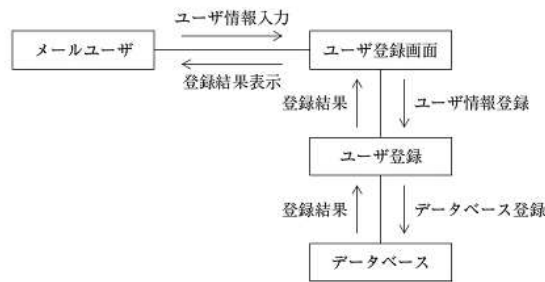 ユーザ情報入力
メールユーザ
ユーザ登録画面
登録結果表示
登録結果
ユーザ情報登録
ユーザ登録
登録結果
データベース登録
データベース